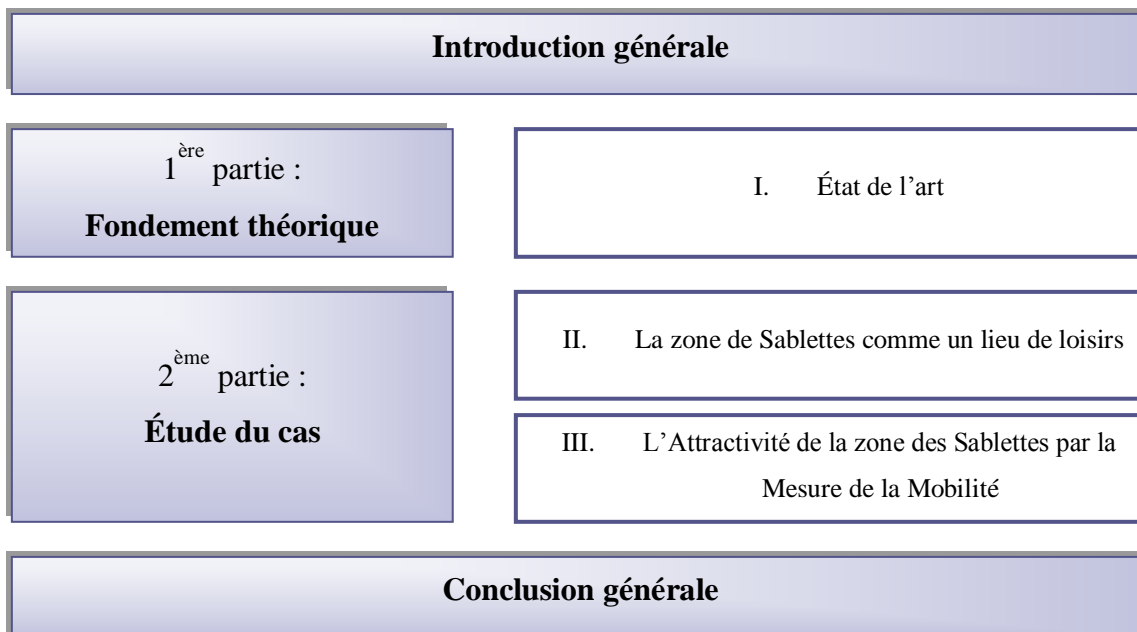 Introduction générale
1ère partie :
Fondement théorique
I. État de l’art
2ème partie :
Étude du cas
II. La zone de Sablettes comme un lieu de loisirs
III. L’Attractivité de la zone des Sablettes par la
Mesure de la Mobilité
Conclusion générale